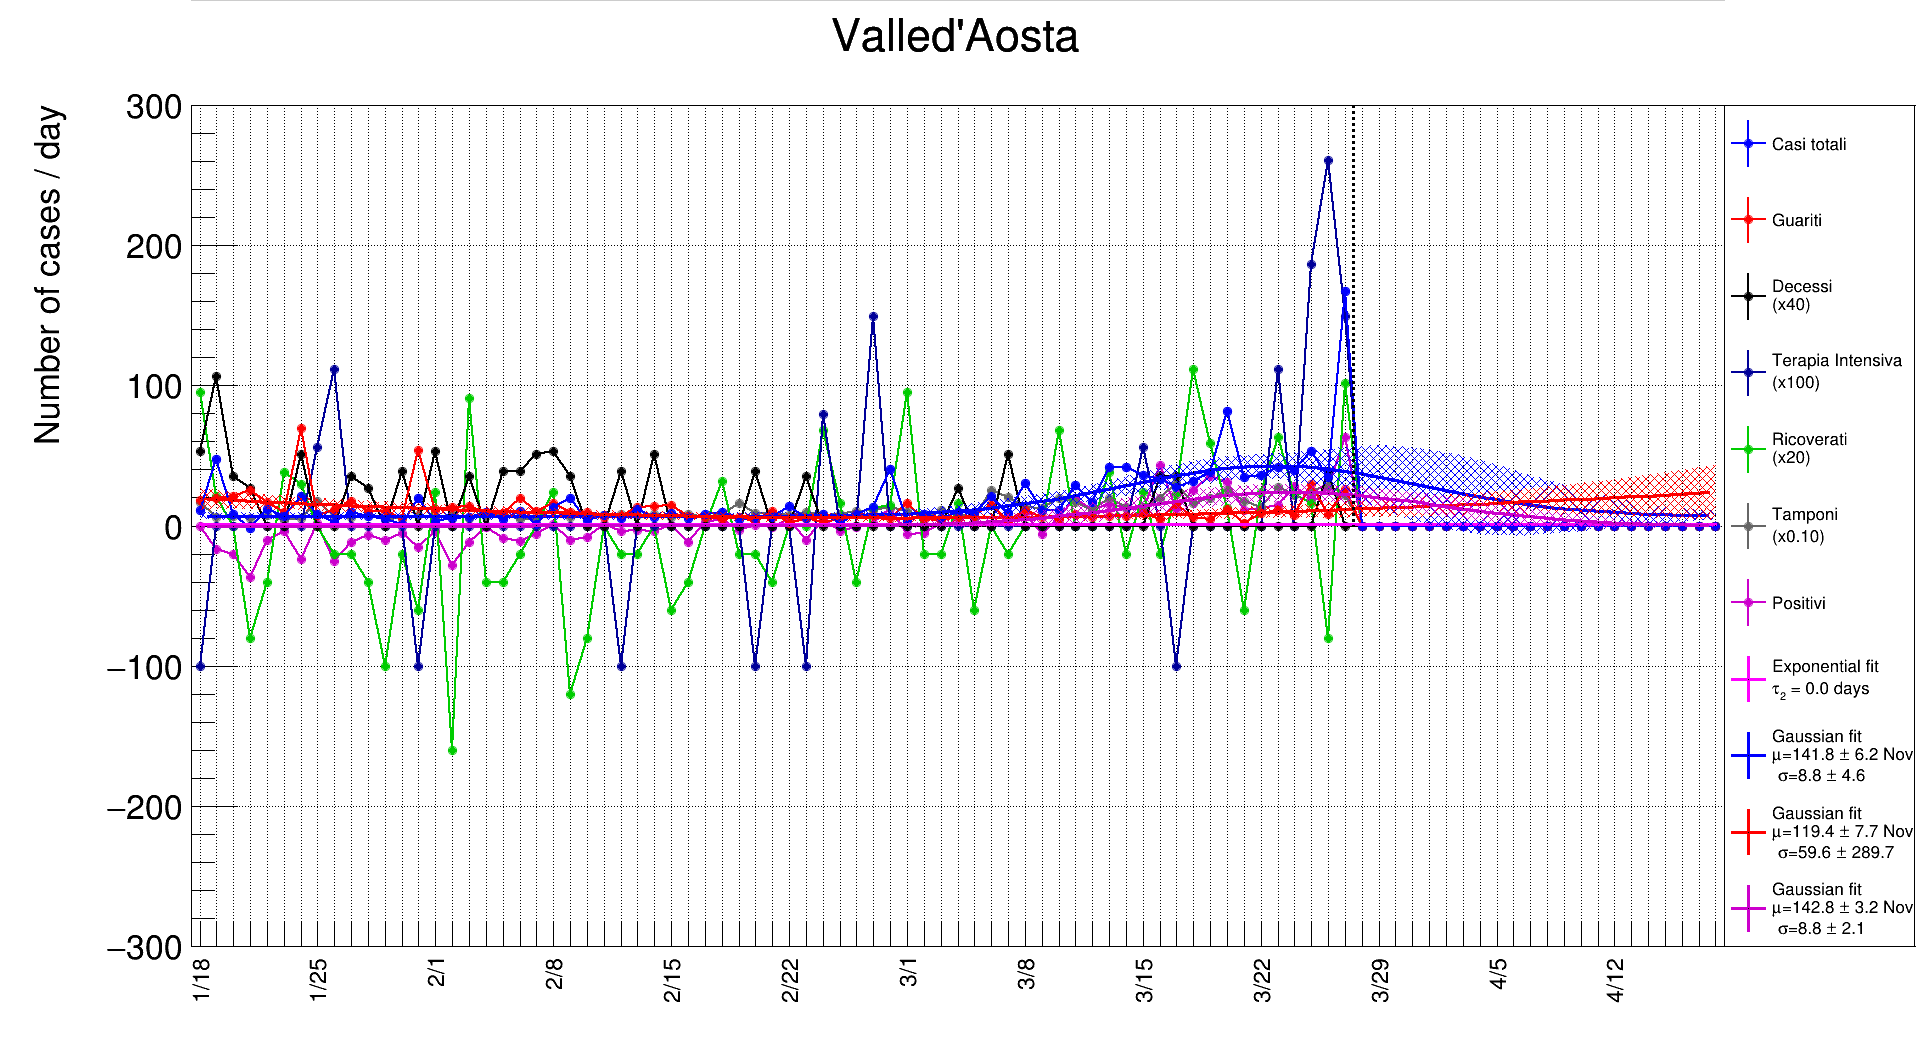 Valled'Aosta
Number of cases / day
300
200
100
0
−100
−200
−300
1/18
1/25
2/1
2/8
2/15
2/22
3/1
3/8
3/15
3/22
3/29
4/5
4/12
Casi totali
Guariti
Decessi
(x40)
Terapia Intensiva
(x100)
Ricoverati
(x20)
Tamponi
(x0.10)
Positivi
Exponential fit
τ₂ = 0.0 days
Gaussian fit
μ=141.8 ± 6.2 Nov
σ=8.8 ± 4.6
Gaussian fit
μ=119.4 ± 7.7 Nov
σ=59.6 ± 289.7
Gaussian fit
μ=142.8 ± 3.2 Nov
σ=8.8 ± 2.1